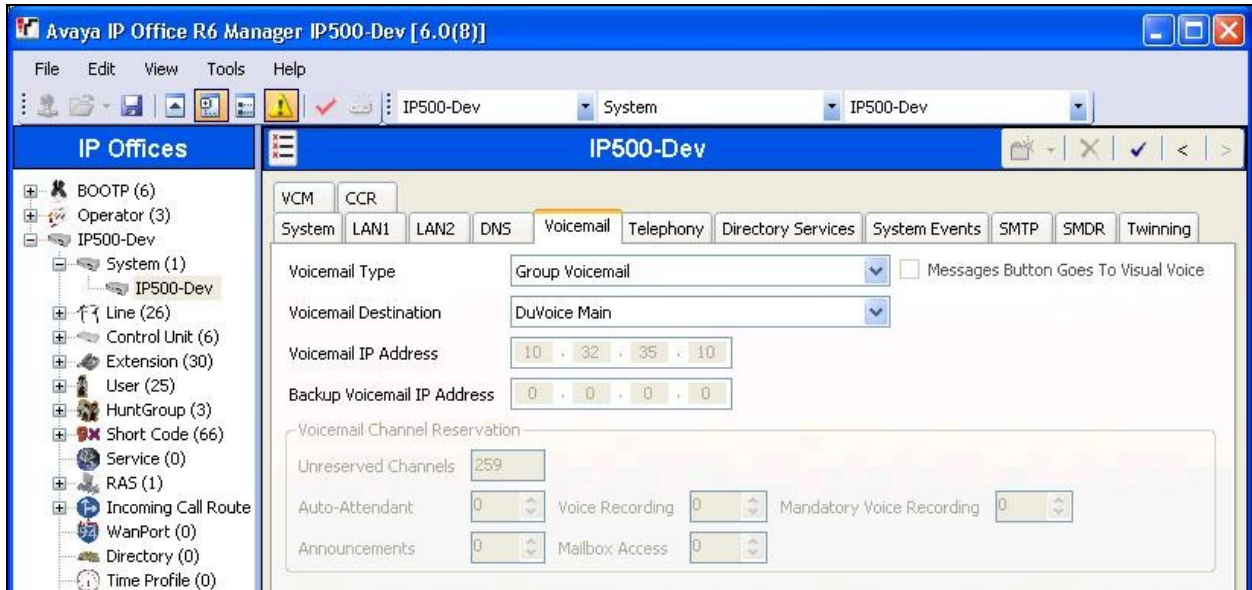 Avaya IP Office R6 Manager IP500-Dev [6.0(8)]
File Edit View Tools Help
IP500-Dev System IP500-Dev
IP Offices
BOOTP (6)
Operator (3)
IP500-Dev
System (1)
IP500-Dev
Line (26)
Control Unit (6)
Extension (30)
User (25)
HuntGroup (3)
Short Code (66)
Service (0)
RAS (1)
Incoming Call Route
WanPort (0)
Directory (0)
Time Profile (0)
IP500-Dev
VCM CCR
System LAN1 LAN2 DNS Voicemail Telephony Directory Services System Events SMTP SMDR Twinning
Voicemail Type Group Voicemail Messages Button Goes To Visual Voice
Voicemail Destination DuVoice Main
Voicemail IP Address 10 . 32 . 35 . 10
Backup Voicemail IP Address 0 . 0 . 0 . 0
Voicemail Channel Reservation
Unreserved Channels 259
Auto-Attendant 0 Voice Recording 0 Mandatory Voice Recording 0
Announcements 0 Mailbox Access 0